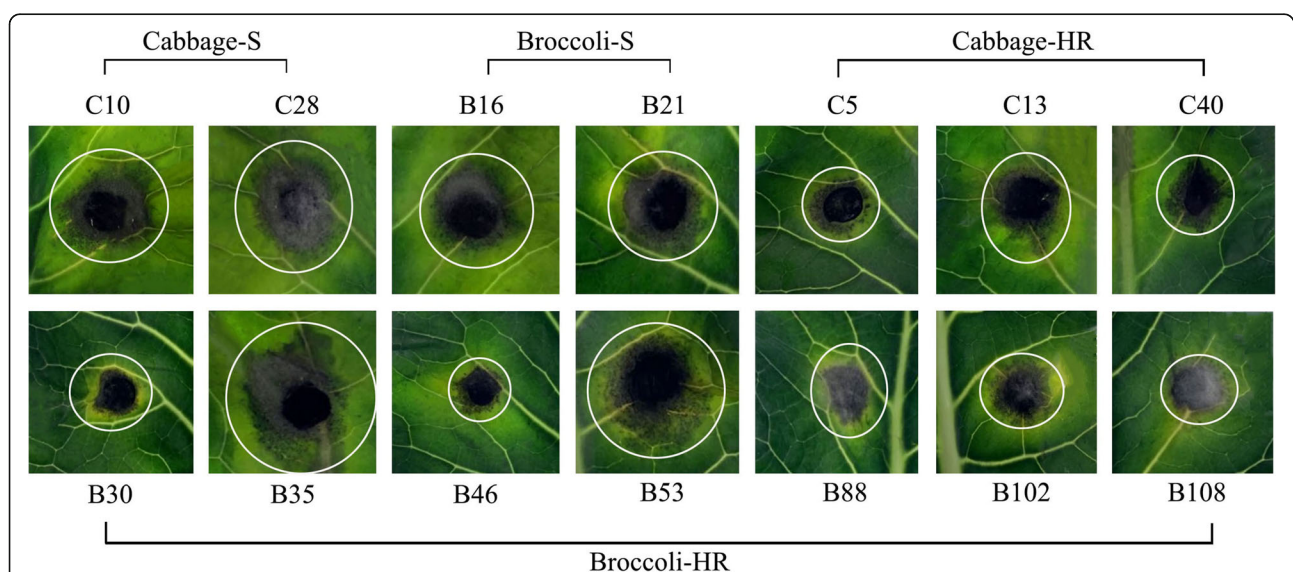 Cabbage-S Broccoli-S Cabbage-HR
C10 C28 B16 B21 C5 C13 C40
B30 B35 B46 B53 B88 B102 B108
Broccoli-HR